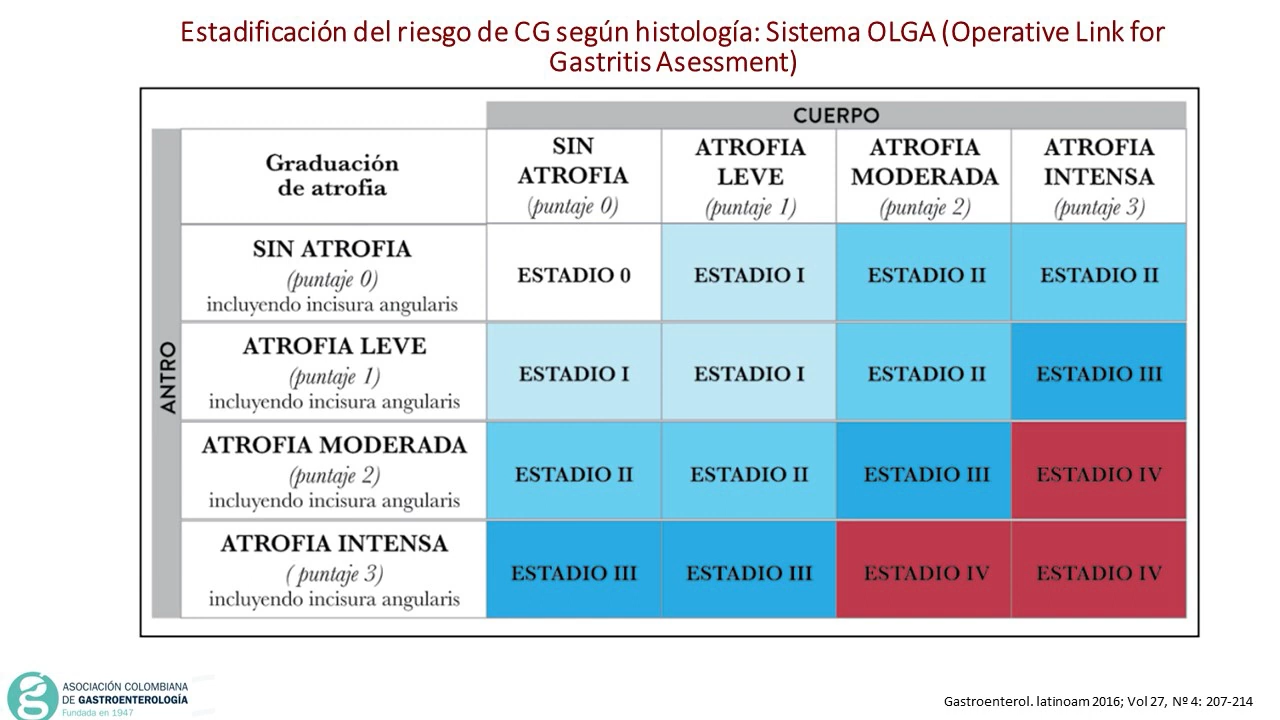 Estadificación del riesgo de CG según histología: Sistema OLGA (Operative Link for
Gastritis Asessment)
CUERPO
Graduación
de atrofia
SIN
ATROFIA
(puntaje 0)
ATROFIA
LEVE
(puntaje 1)
ATROFIA
MODERADA
(puntaje 2)
ATROFIA
INTENSA
(puntaje 3)
ANTRO
SIN ATROFIA
(puntaje 0)
incluyendo incisura angularis
ESTADIO 0
ESTADIO I
ESTADIO II
ESTADIO II
ATROFIA LEVE
(puntaje 1)
incluyendo incisura angularis
ESTADIO I
ESTADIO I
ESTADIO II
ESTADIO III
ATROFIA MODERADA
(puntaje 2)
incluyendo incisura angularis
ESTADIO II
ESTADIO II
ESTADIO III
ESTADIO IV
ATROFIA INTENSA
( puntaje 3)
incluyendo incisura angularis
ESTADIO III
ESTADIO III
ESTADIO IV
ESTADIO IV
ASOCIACIÓN COLOMBIANA
DE GASTROENTEROLOGÍA
Fundada en 1947
Gastroenterol. latinoam 2016; Vol 27, Nº 4: 207-214